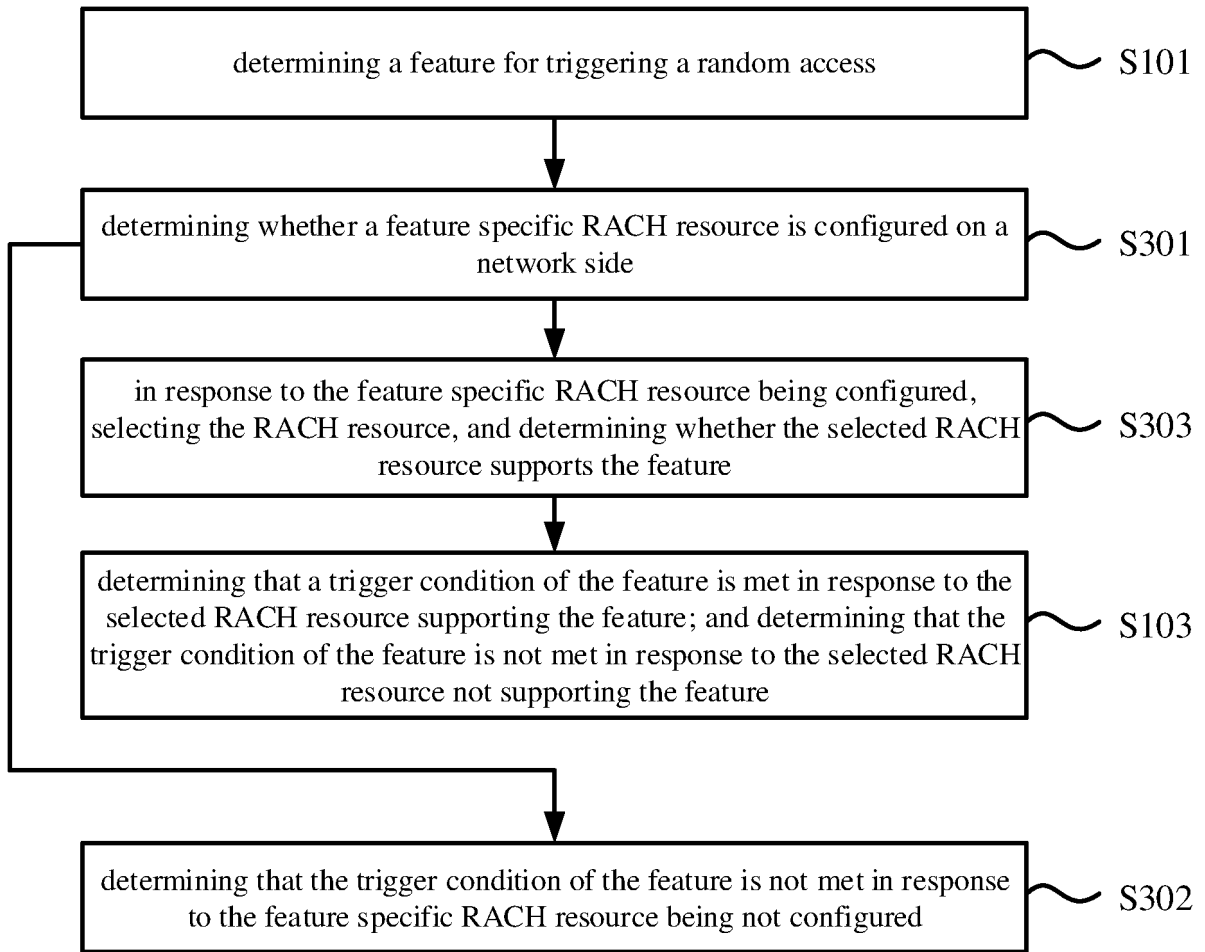 determining a feature for triggering a random access
S101
determining whether a feature specific RACH resource is configured on a
network side
S301
in response to the feature specific RACH resource being configured,
selecting the RACH resource, and determining whether the selected RACH
resource supports the feature
S303
determining that a trigger condition of the feature is met in response to the
selected RACH resource supporting the feature; and determining that the
trigger condition of the feature is not met in response to the selected RACH
resource not supporting the feature
S103
determining that the trigger condition of the feature is not met in response
to the feature specific RACH resource being not configured
S302